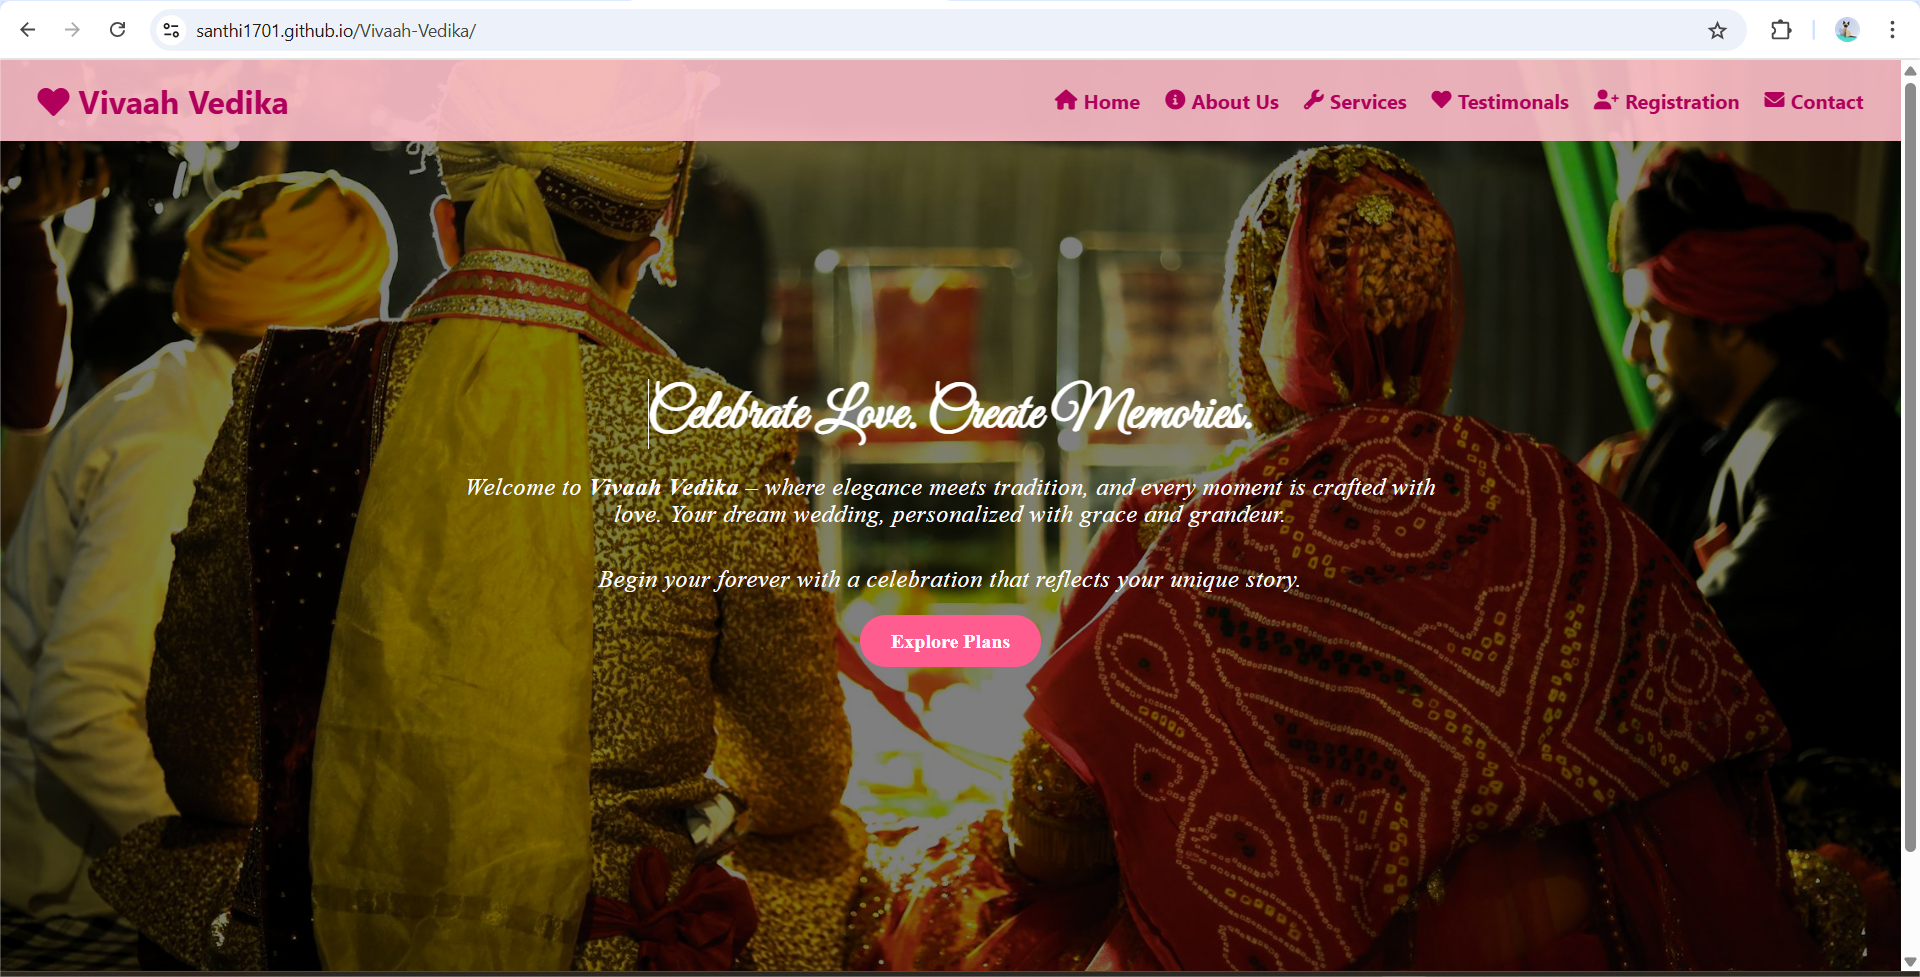 santhi1701.github.io/Vivaah-Vedika/
Vivaah Vedika
Home About Us Services Testimonals Registration Contact
Celebrate Love. Create Memories.
Welcome to Vivaah Vedika – where elegance meets tradition, and every moment is crafted with
love. Your dream wedding, personalized with grace and grandeur.
Begin your forever with a celebration that reflects your unique story.
Explore Plans